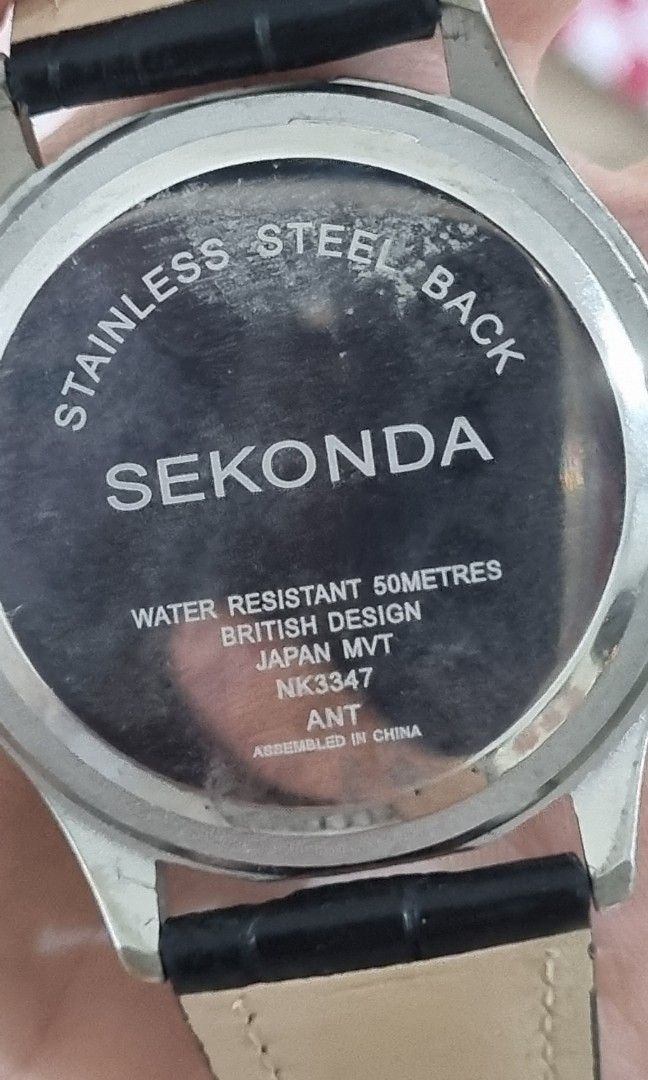 STAINLESS STEEL BACK
SEKONDA
WATER RESISTANT 50METRES
BRITISH DESIGN
JAPAN MVT
NK3347
ANT
ASSEMBLED IN CHINA